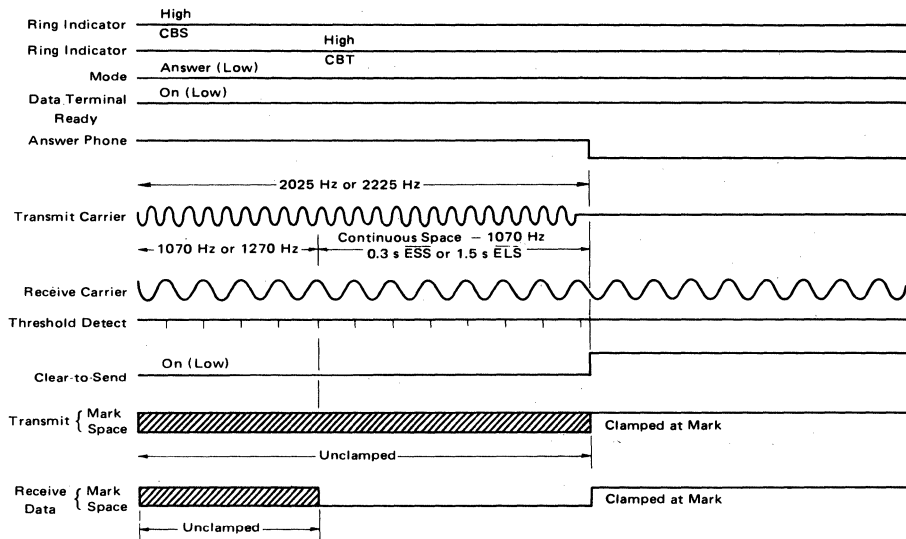 High
Ring Indicator
CBS
High
Ring Indicator
CBT
Answer (Low)
Mode
On (Low)
Data Terminal
Ready
Answer Phone
2025 Hz or 2225 Hz
Transmit Carrier
1070 Hz or 1270 Hz
Continuous Space – 1070 Hz
0.3 s ESS or 1.5 s ELS
Receive Carrier
Threshold Detect
On (Low)
Clear-to-Send
Transmit { Mark
Space
Clamped at Mark
Unclamped
Receive { Mark
Data Space
Clamped at Mark
Unclamped